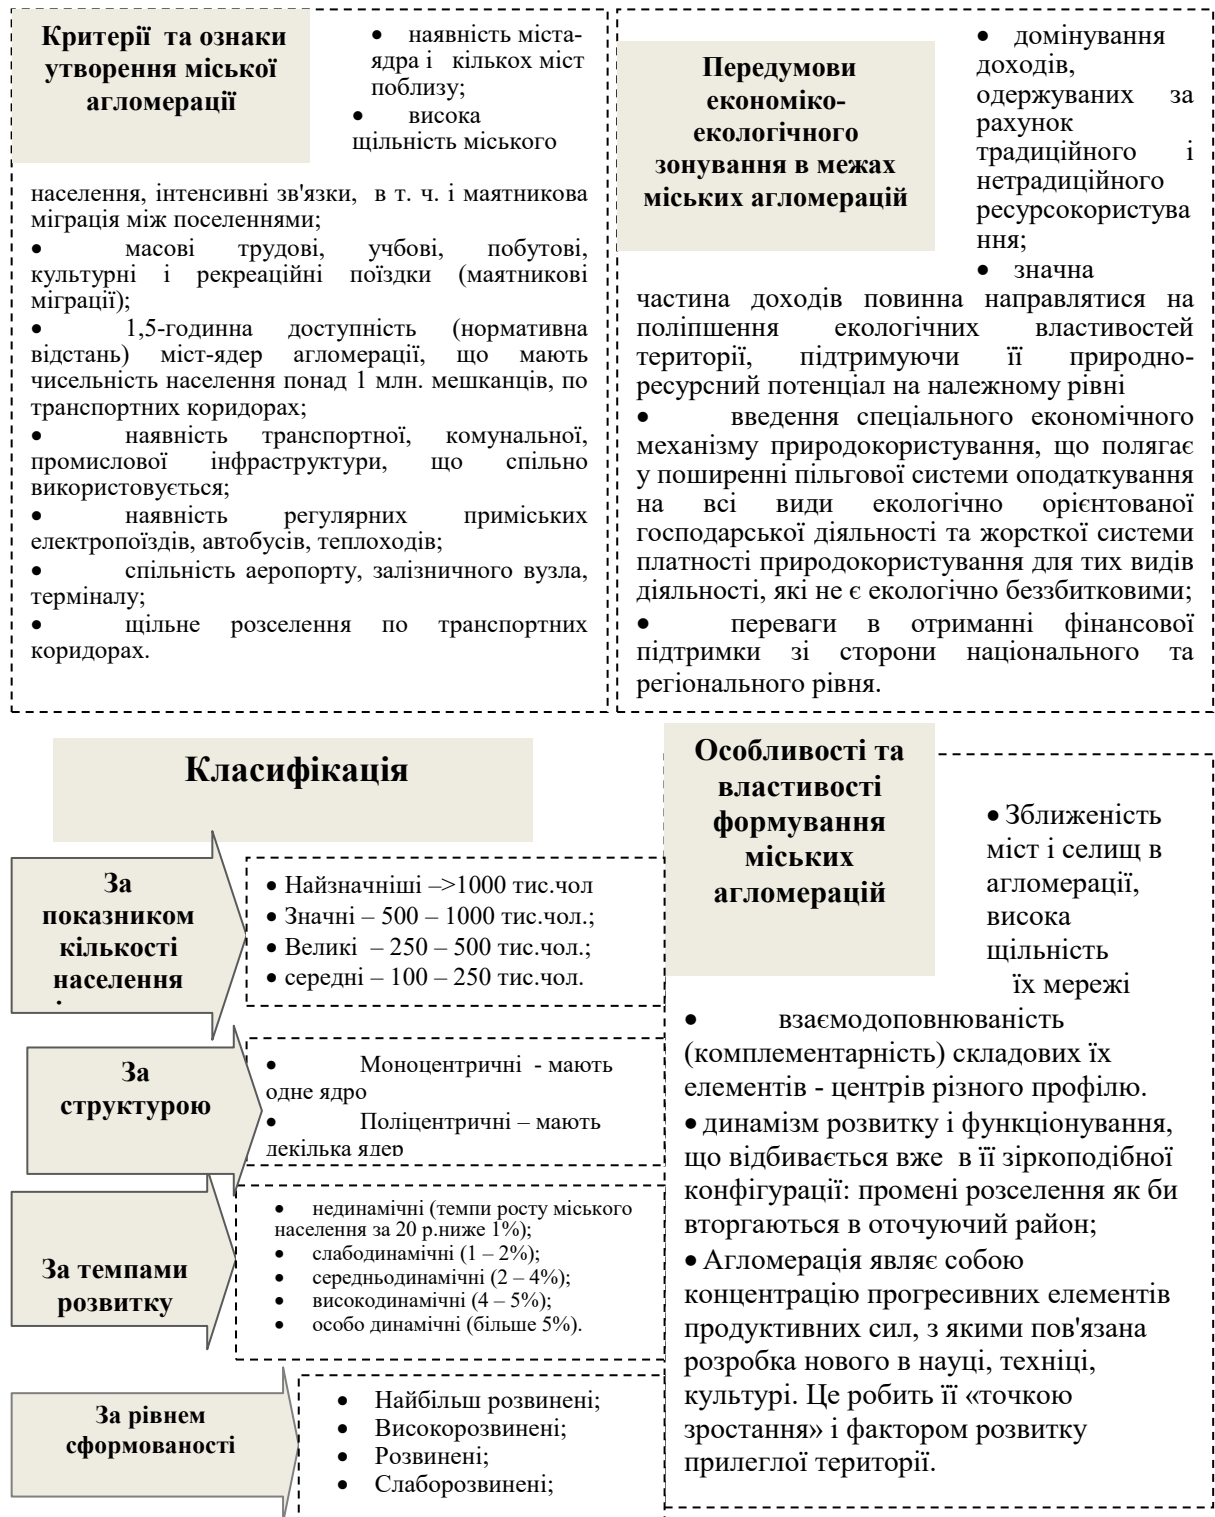 Критерії та ознаки
утворення міської
агломерації
• наявність міста-
ядра і кількох міст
поблизу;
• висока
щільність міського
населення, інтенсивні зв'язки, в т. ч. і маятникова
міграція між поселеннями;
• масові трудові, учбові, побутові,
культурні і рекреаційні поїздки (маятникові
міграції);
• 1,5-годинна доступність (нормативна
відстань) міст-ядер агломерації, що мають
чисельність населення понад 1 млн. мешканців, по
транспортних коридорах;
• наявність транспортної, комунальної,
промислової інфраструктури, що спільно
використовується;
• наявність регулярних приміських
електропоїздів, автобусів, теплоходів;
• спільність аеропорту, залізничного вузла,
терміналу;
• щільне розселення по транспортних
коридорах.
Передумови
економіко-
екологічного
зонування в межах
міських агломерацій
• домінування
доходів,
одержуваних за
рахунок
традиційного і
нетрадиційного
ресурсокористува
ння;
• значна
частина доходів повинна направлятися на
поліпшення екологічних властивостей
території, підтримуючи її природно-
ресурсний потенціал на належному рівні
• введення спеціального економічного
механізму природокористування, що полягає
у поширенні пільгової системи оподаткування
на всі види екологічно орієнтованої
господарської діяльності та жорсткої системи
платності природокористування для тих видів
діяльності, які не є екологічно беззбитковими;
• переваги в отриманні фінансової
підтримки зі сторони національного та
регіонального рівня.
Класифікація
За
показником
кількості
населення
• Найзначніші –>1000 тис.чол
• Значні – 500 – 1000 тис.чол.;
• Великі – 250 – 500 тис.чол.;
• середні – 100 – 250 тис.чол.
За
структурою
• Моноцентричні - мають
одне ядро
• Поліцентричні – мають
декілька ядер
За темпами
розвитку
• нединамічні (темпи росту міського
населення за 20 р.ниже 1%);
• слабодинамічні (1 – 2%);
• середньодинамічні (2 – 4%);
• високодинамічні (4 – 5%);
• особо динамічні (більше 5%).
За рівнем
сформованості
• Найбільш розвинені;
• Високорозвинені;
• Розвинені;
• Слаборозвинені;
Особливості та
властивості
формування
міських
агломерацій
• Зближеність
міст і селищ в
агломерації,
висока
щільність
їх мережі
• взаємодоповнюваність
(комплементарність) складових їх
елементів - центрів різного профілю.
• динамізм розвитку і функціонування,
що відбивається вже в її зіркоподібної
конфігурації: промені розселення як би
вторгаються в оточуючий район;
• Агломерація являє собою
концентрацію прогресивних елементів
продуктивних сил, з якими пов'язана
розробка нового в науці, техніці,
культурі. Це робить її «точкою
зростання» і фактором розвитку
прилеглої території.